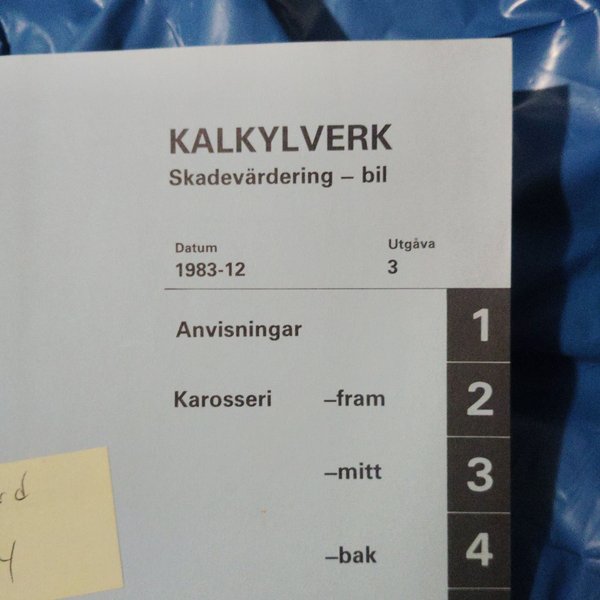 KALKYLVERK
Skadevärdering – bil
Datum Utgåva
1983-12 3
Anvisningar 1
Karosseri –fram 2
–mitt 3
–bak 4